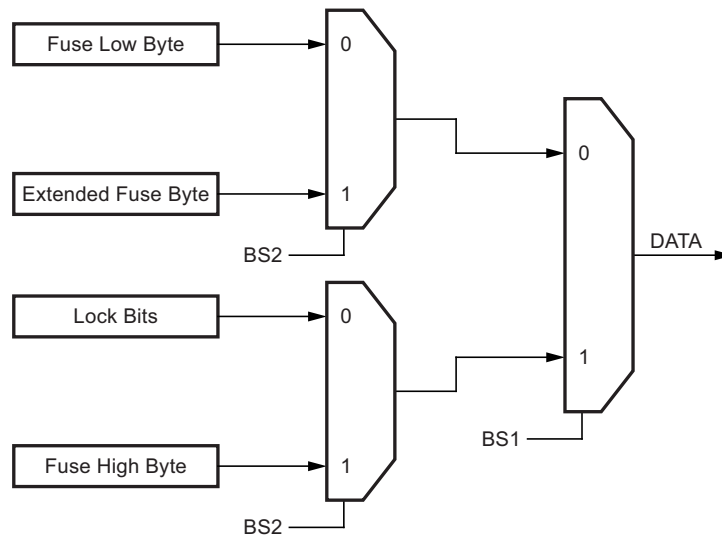 Fuse Low Byte
0
Extended Fuse Byte
1
BS2
0
DATA
Lock Bits
0
1
BS1
Fuse High Byte
1
BS2